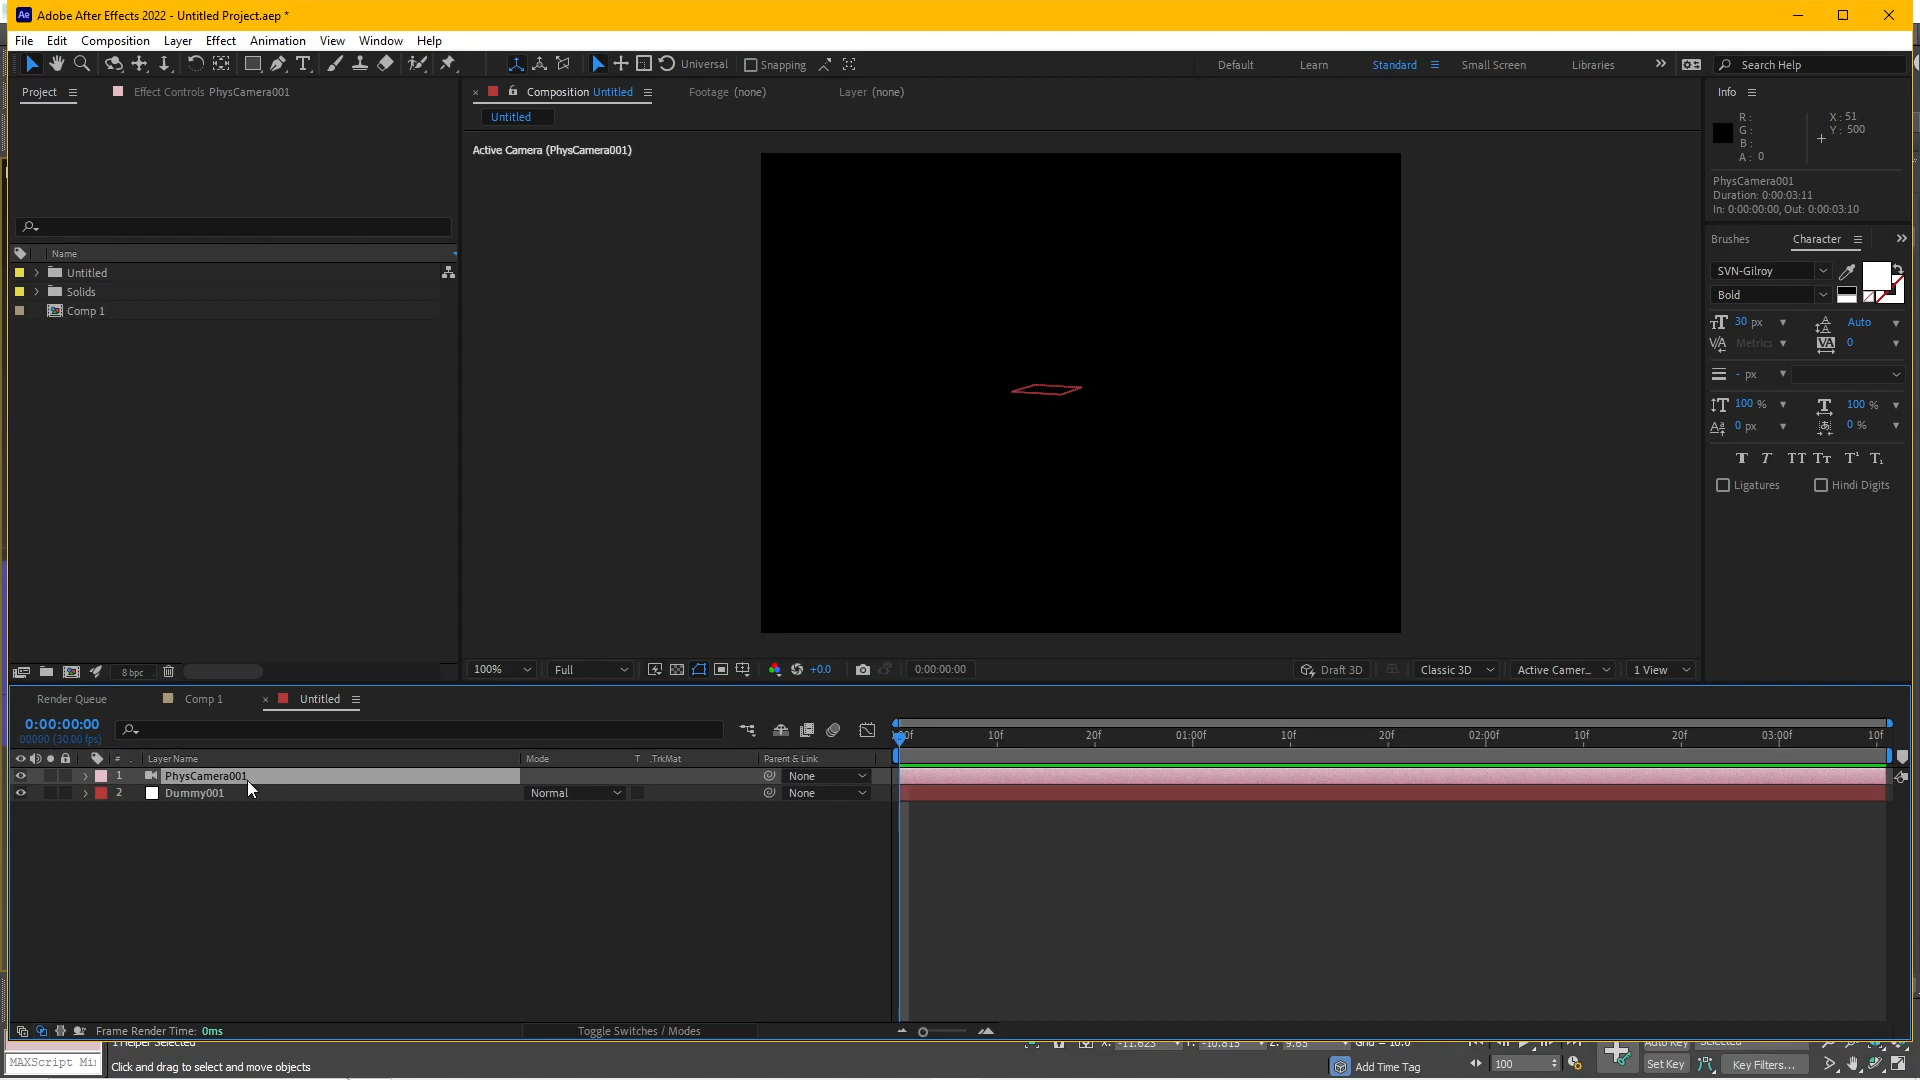 Adobe After Effects 2022 - Untitled Project.aep *
File Edit Composition Layer Effect Animation View Window Help
Universal Snapping Default Learn Standard Small Screen Libraries Search Help
Project Effect Controls PhysCamera001
Composition Untitled Footage (none) Layer (none)
Info
Untitled
R :
G :
B :
A : 0
X : 51
Y : 500
Active Camera (PhysCamera001)
PhysCamera001
Duration: 0:00:03:11
In: 0:00:00:00, Out: 0:00:03:10
Brushes Character
Name
Untitled
Solids
Comp 1
SVN-Gilroy
Bold
30 px Auto
Metrics 0
- px
100 % 100 %
0 px 0 %
T T TT Tr T¹ T₁
Ligatures Hindi Digits
8 bpc
100% Full +0.0 0:00:00:00 Draft 3D Classic 3D Active Camer... 1 View
Render Queue Comp 1 Untitled
0:00:00:00
00000 (30.00 fps)
10f 20f 01:00f 10f 20f 02:00f 10f 20f 03:00f 10f
# Layer Name Mode T .TrkMat Parent & Link
1 PhysCamera001 None
2 Dummy001 Normal None
Frame Render Time: 0ms Toggle Switches / Modes
1 Helper Selected X: -11.623 Y: -10.815 Z: 9.65 Grid = 10.0 Auto Key Selected
MAXScript Mi
Click and drag to select and move objects
Add Time Tag
100
Set Key Key Filters...